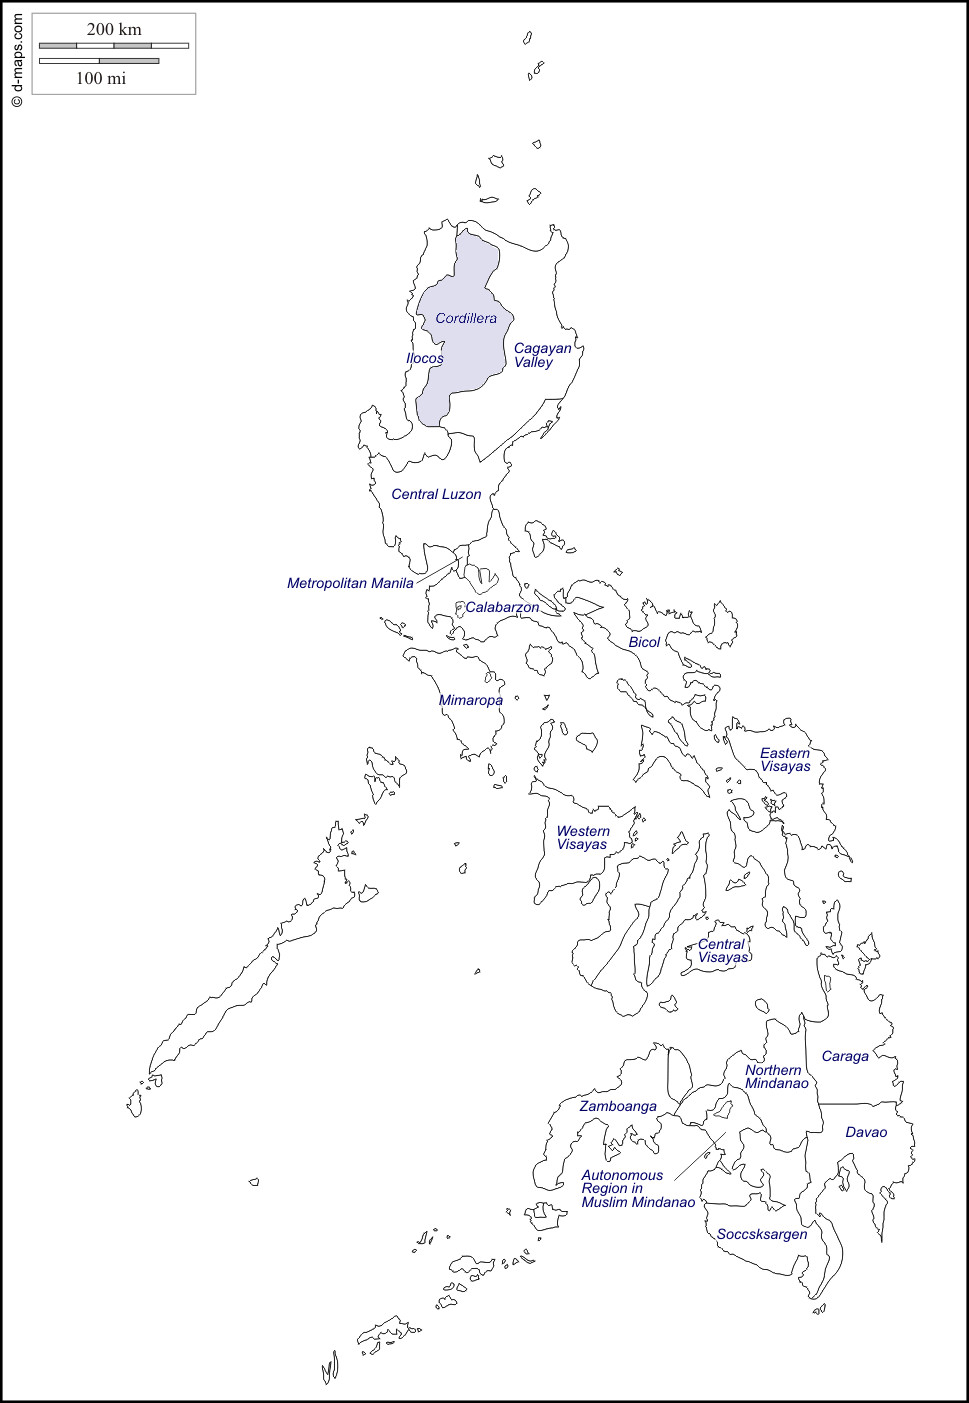 © d-maps.com
200 km
100 mi
Cordillera
Ilocos
Cagayan
Valley
Central Luzon
Metropolitan Manila
Calabarzon
Bicol
Mimaropa
Eastern
Visayas
Western
Visayas
Central
Visayas
Caraga
Northern
Mindanao
Zamboanga
Davao
Autonomous
Region in
Muslim Mindanao
Soccsksargen